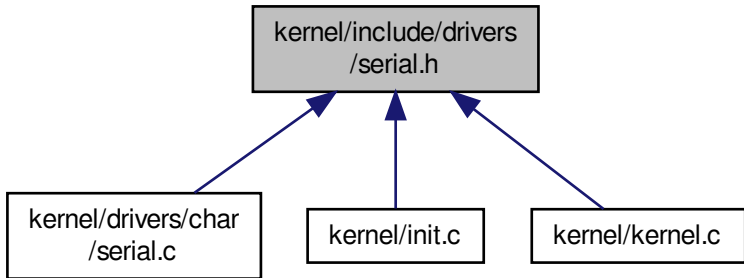 kernel/include/drivers
/serial.h
kernel/drivers/char
/serial.c
kernel/init.c
kernel/kernel.c